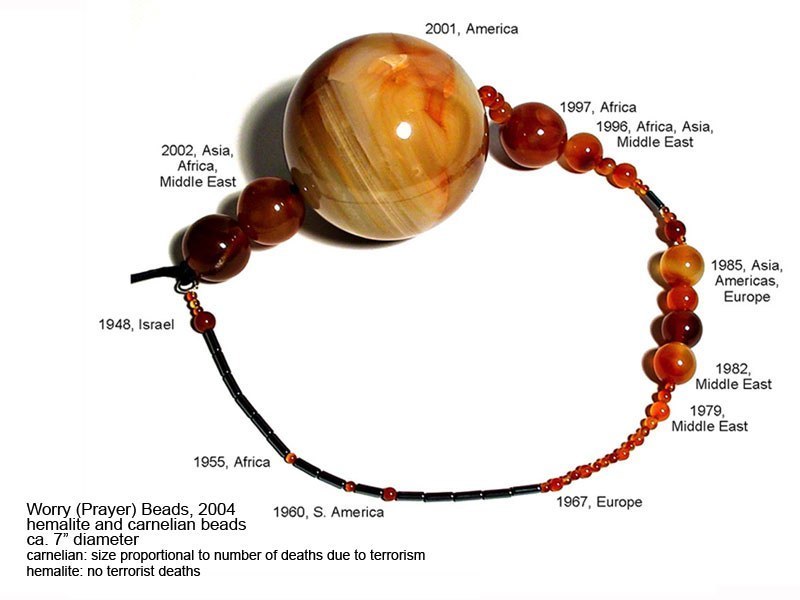 2001, America
1997, Africa
1996, Africa, Asia,
Middle East
2002, Asia,
Africa,
Middle East
1985, Asia,
Americas,
Europe
1948, Israel
1982,
Middle East
1979,
Middle East
1955, Africa
1960, S. America
1967, Europe
Worry (Prayer) Beads, 2004
hemalite and carnelian beads
ca. 7” diameter
carnelian: size proportional to number of deaths due to terrorism
hemalite: no terrorist deaths